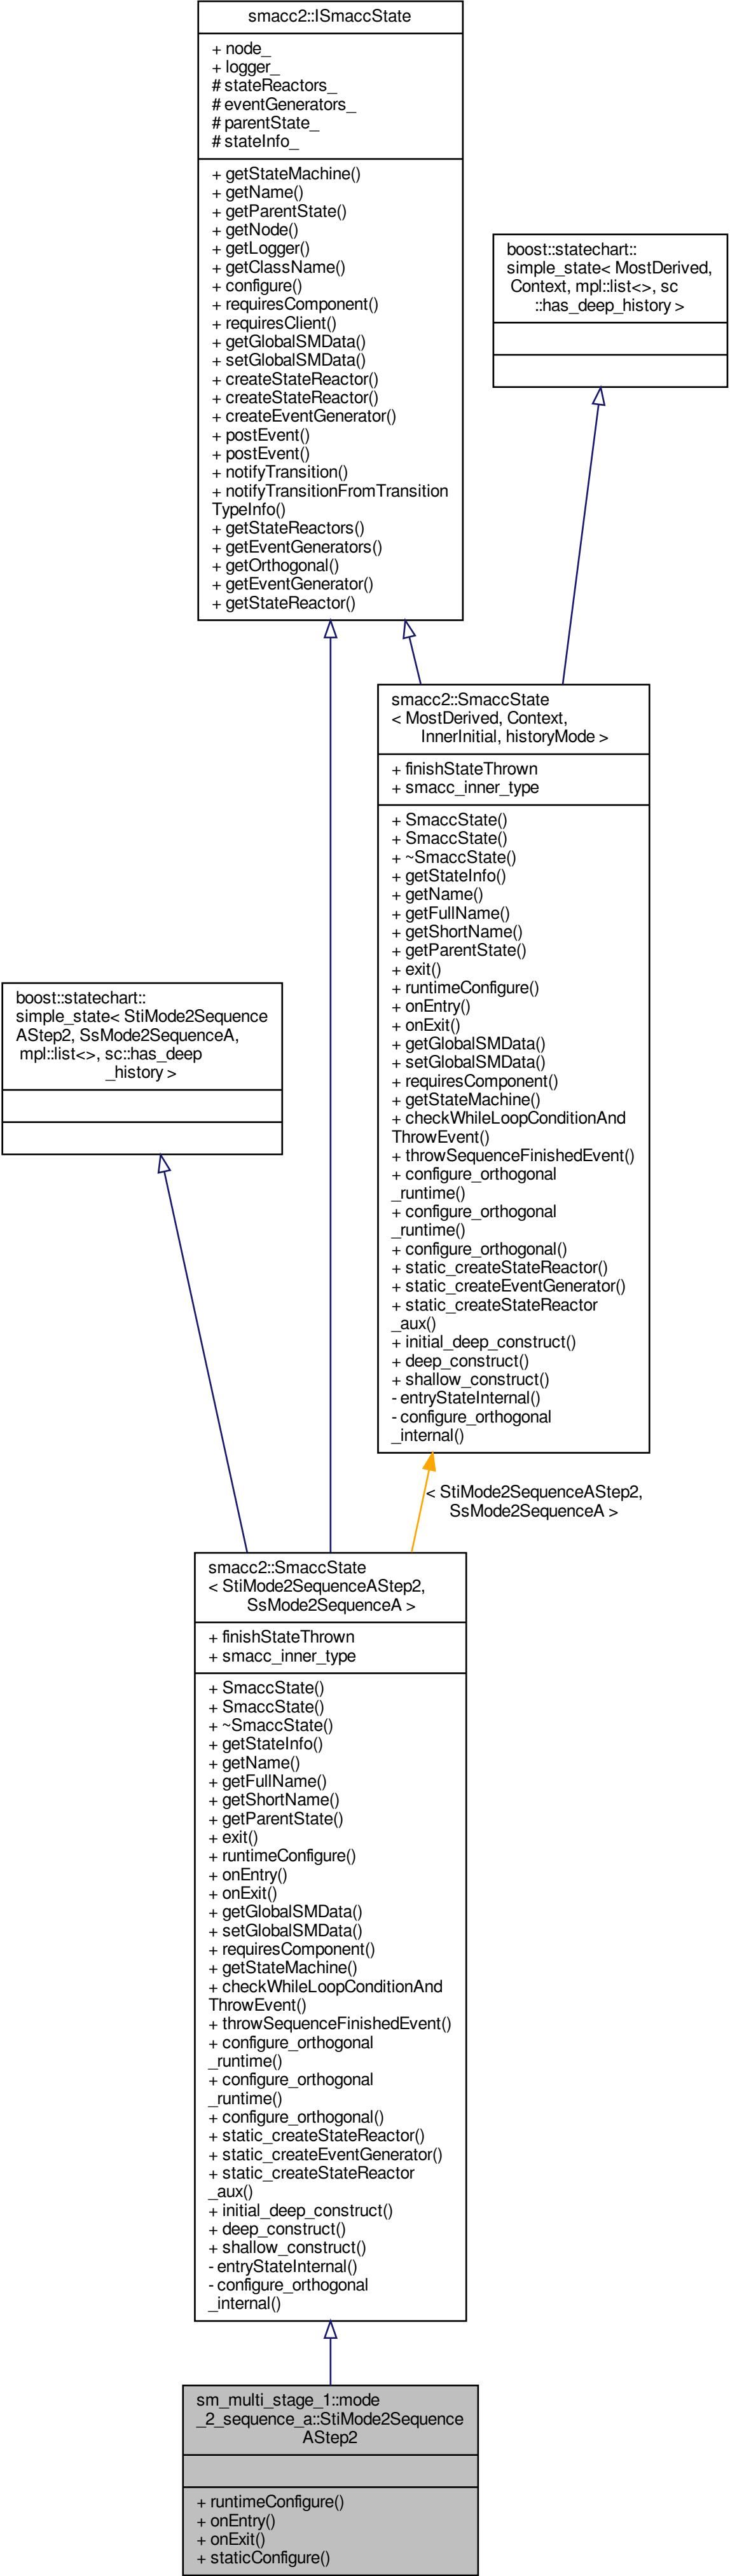 smacc2::ISmaccState
+ node_
+ logger_
# stateReactors_
# eventGenerators_
# parentState_
# stateInfo_
+ getStateMachine()
+ getName()
+ getParentState()
+ getNode()
+ getLogger()
+ getClassName()
+ configure()
+ requiresComponent()
+ requiresClient()
+ getGlobalSMData()
+ setGlobalSMData()
+ createStateReactor()
+ createStateReactor()
+ createEventGenerator()
+ postEvent()
+ postEvent()
+ notifyTransition()
+ notifyTransitionFromTransition
TypeInfo()
+ getStateReactors()
+ getEventGenerators()
+ getOrthogonal()
+ getEventGenerator()
+ getStateReactor()
boost::statechart::
simple_state< MostDerived,
Context, mpl::list<>, sc
::has_deep_history >
smacc2::SmaccState
< MostDerived, Context,
InnerInitial, historyMode >
+ finishStateThrown
+ smacc_inner_type
+ SmaccState()
+ SmaccState()
+ ~SmaccState()
+ getStateInfo()
+ getName()
+ getFullName()
+ getShortName()
+ getParentState()
+ exit()
+ runtimeConfigure()
+ onEntry()
+ onExit()
+ getGlobalSMData()
+ setGlobalSMData()
+ requiresComponent()
+ getStateMachine()
+ checkWhileLoopConditionAnd
ThrowEvent()
+ throwSequenceFinishedEvent()
+ configure_orthogonal
_runtime()
+ configure_orthogonal
_runtime()
+ configure_orthogonal()
+ static_createStateReactor()
+ static_createEventGenerator()
+ static_createStateReactor
_aux()
+ initial_deep_construct()
+ deep_construct()
+ shallow_construct()
- entryStateInternal()
- configure_orthogonal
_internal()
boost::statechart::
simple_state< StiMode2Sequence
AStep2, SsMode2SequenceA,
mpl::list<>, sc::has_deep
_history >
< StiMode2SequenceAStep2,
SsMode2SequenceA >
smacc2::SmaccState
< StiMode2SequenceAStep2,
SsMode2SequenceA >
+ finishStateThrown
+ smacc_inner_type
+ SmaccState()
+ SmaccState()
+ ~SmaccState()
+ getStateInfo()
+ getName()
+ getFullName()
+ getShortName()
+ getParentState()
+ exit()
+ runtimeConfigure()
+ onEntry()
+ onExit()
+ getGlobalSMData()
+ setGlobalSMData()
+ requiresComponent()
+ getStateMachine()
+ checkWhileLoopConditionAnd
ThrowEvent()
+ throwSequenceFinishedEvent()
+ configure_orthogonal
_runtime()
+ configure_orthogonal
_runtime()
+ configure_orthogonal()
+ static_createStateReactor()
+ static_createEventGenerator()
+ static_createStateReactor
_aux()
+ initial_deep_construct()
+ deep_construct()
+ shallow_construct()
- entryStateInternal()
- configure_orthogonal
_internal()
sm_multi_stage_1::mode
_2_sequence_a::StiMode2Sequence
AStep2
+ runtimeConfigure()
+ onEntry()
+ onExit()
+ staticConfigure()